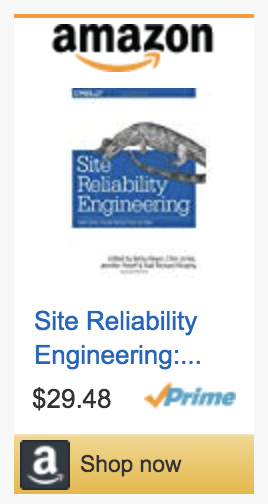 amazon
O'REILLY
Site
Reliability
Engineering
Edited by Betsy Beyer, Chris Jones,
Jennifer Petoff & Niall Richard Murphy
Site Reliability
Engineering:...
$29.48
Prime
a
Shop now